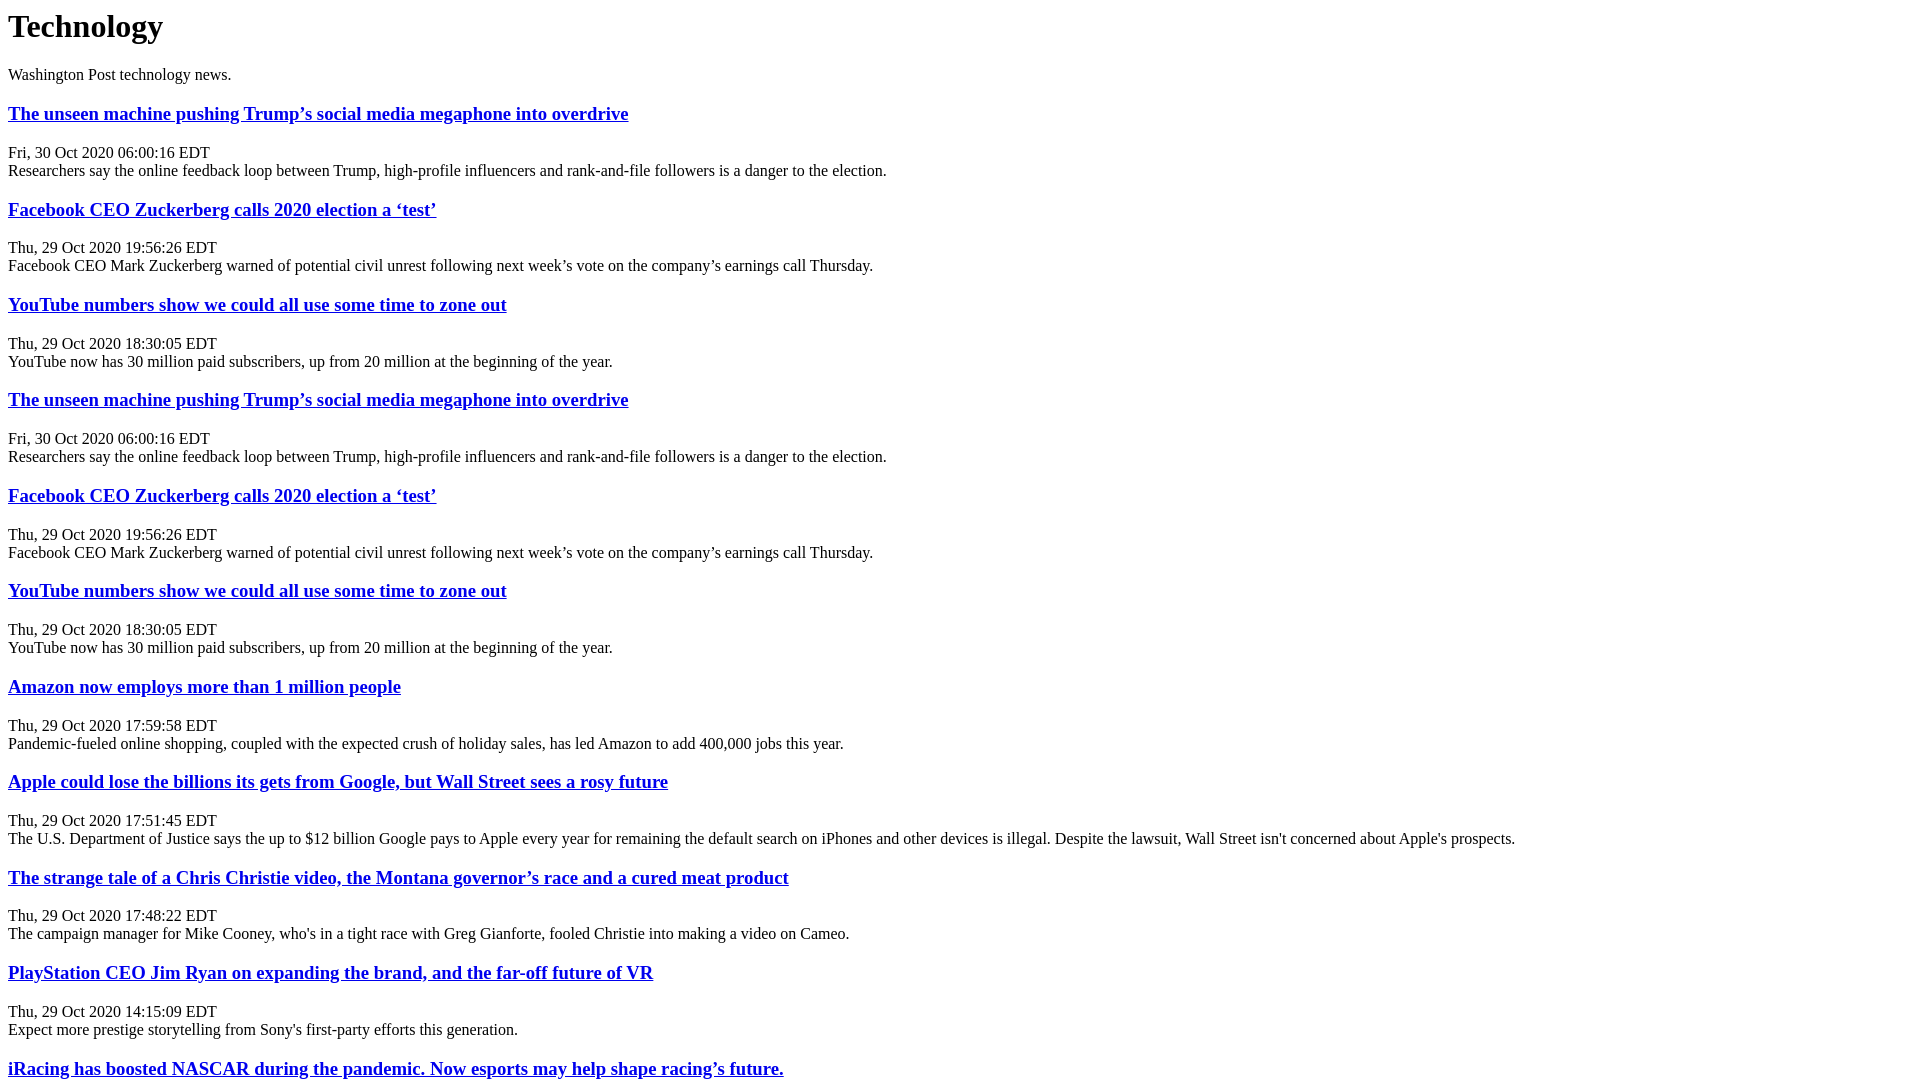 Technology
Washington Post technology news.
The unseen machine pushing Trump’s social media megaphone into overdrive
Fri, 30 Oct 2020 06:00:16 EDT
Researchers say the online feedback loop between Trump, high-profile influencers and rank-and-file followers is a danger to the election.
Facebook CEO Zuckerberg calls 2020 election a ‘test’
Thu, 29 Oct 2020 19:56:26 EDT
Facebook CEO Mark Zuckerberg warned of potential civil unrest following next week’s vote on the company’s earnings call Thursday.
YouTube numbers show we could all use some time to zone out
Thu, 29 Oct 2020 18:30:05 EDT
YouTube now has 30 million paid subscribers, up from 20 million at the beginning of the year.
The unseen machine pushing Trump’s social media megaphone into overdrive
Fri, 30 Oct 2020 06:00:16 EDT
Researchers say the online feedback loop between Trump, high-profile influencers and rank-and-file followers is a danger to the election.
Facebook CEO Zuckerberg calls 2020 election a ‘test’
Thu, 29 Oct 2020 19:56:26 EDT
Facebook CEO Mark Zuckerberg warned of potential civil unrest following next week’s vote on the company’s earnings call Thursday.
YouTube numbers show we could all use some time to zone out
Thu, 29 Oct 2020 18:30:05 EDT
YouTube now has 30 million paid subscribers, up from 20 million at the beginning of the year.
Amazon now employs more than 1 million people
Thu, 29 Oct 2020 17:59:58 EDT
Pandemic-fueled online shopping, coupled with the expected crush of holiday sales, has led Amazon to add 400,000 jobs this year.
Apple could lose the billions its gets from Google, but Wall Street sees a rosy future
Thu, 29 Oct 2020 17:51:45 EDT
The U.S. Department of Justice says the up to $12 billion Google pays to Apple every year for remaining the default search on iPhones and other devices is illegal. Despite the lawsuit, Wall Street isn't concerned about Apple's prospects.
The strange tale of a Chris Christie video, the Montana governor’s race and a cured meat product
Thu, 29 Oct 2020 17:48:22 EDT
The campaign manager for Mike Cooney, who's in a tight race with Greg Gianforte, fooled Christie into making a video on Cameo.
PlayStation CEO Jim Ryan on expanding the brand, and the far-off future of VR
Thu, 29 Oct 2020 14:15:09 EDT
Expect more prestige storytelling from Sony's first-party efforts this generation.
iRacing has boosted NASCAR during the pandemic. Now esports may help shape racing’s future.